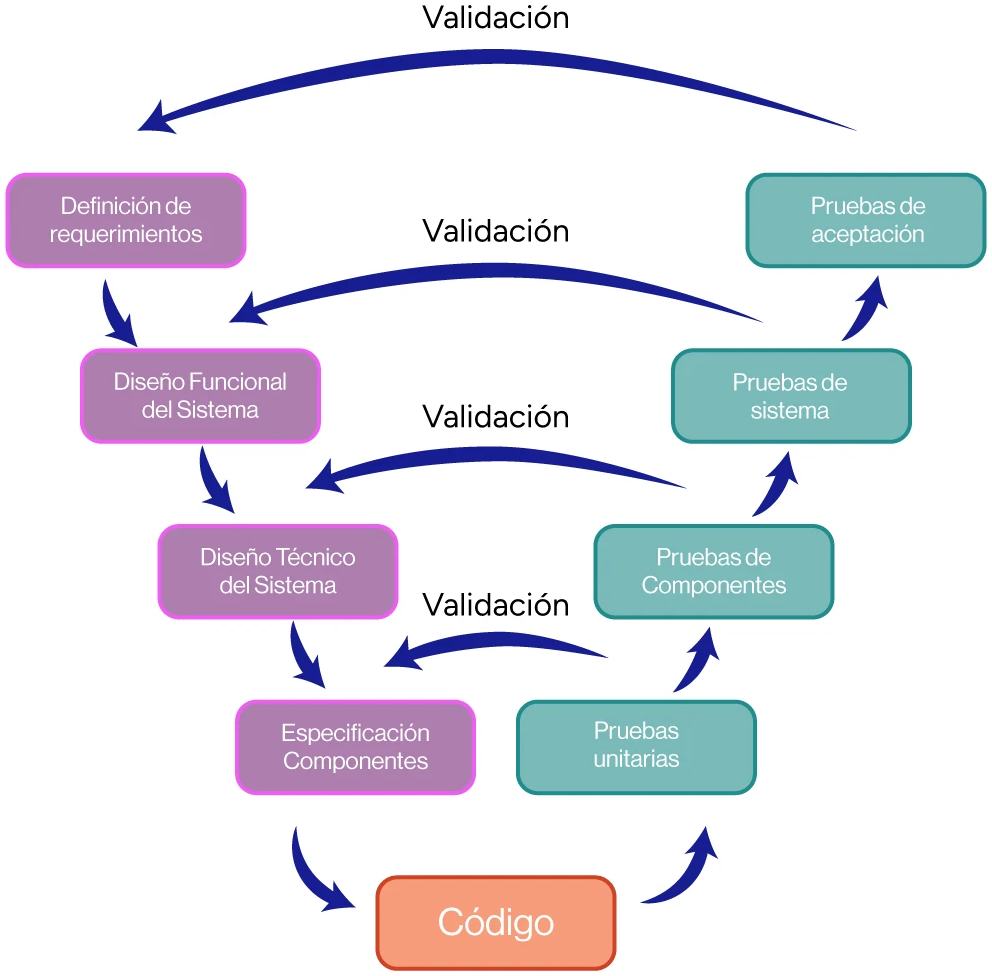 Validación
Definición de
requerimientos
Pruebas de
aceptación
Validación
Diseño Funcional
del Sistema
Pruebas de
sistema
Validación
Diseño Técnico
del Sistema
Pruebas de
Componentes
Validación
Especificación
Componentes
Pruebas
unitarias
Código